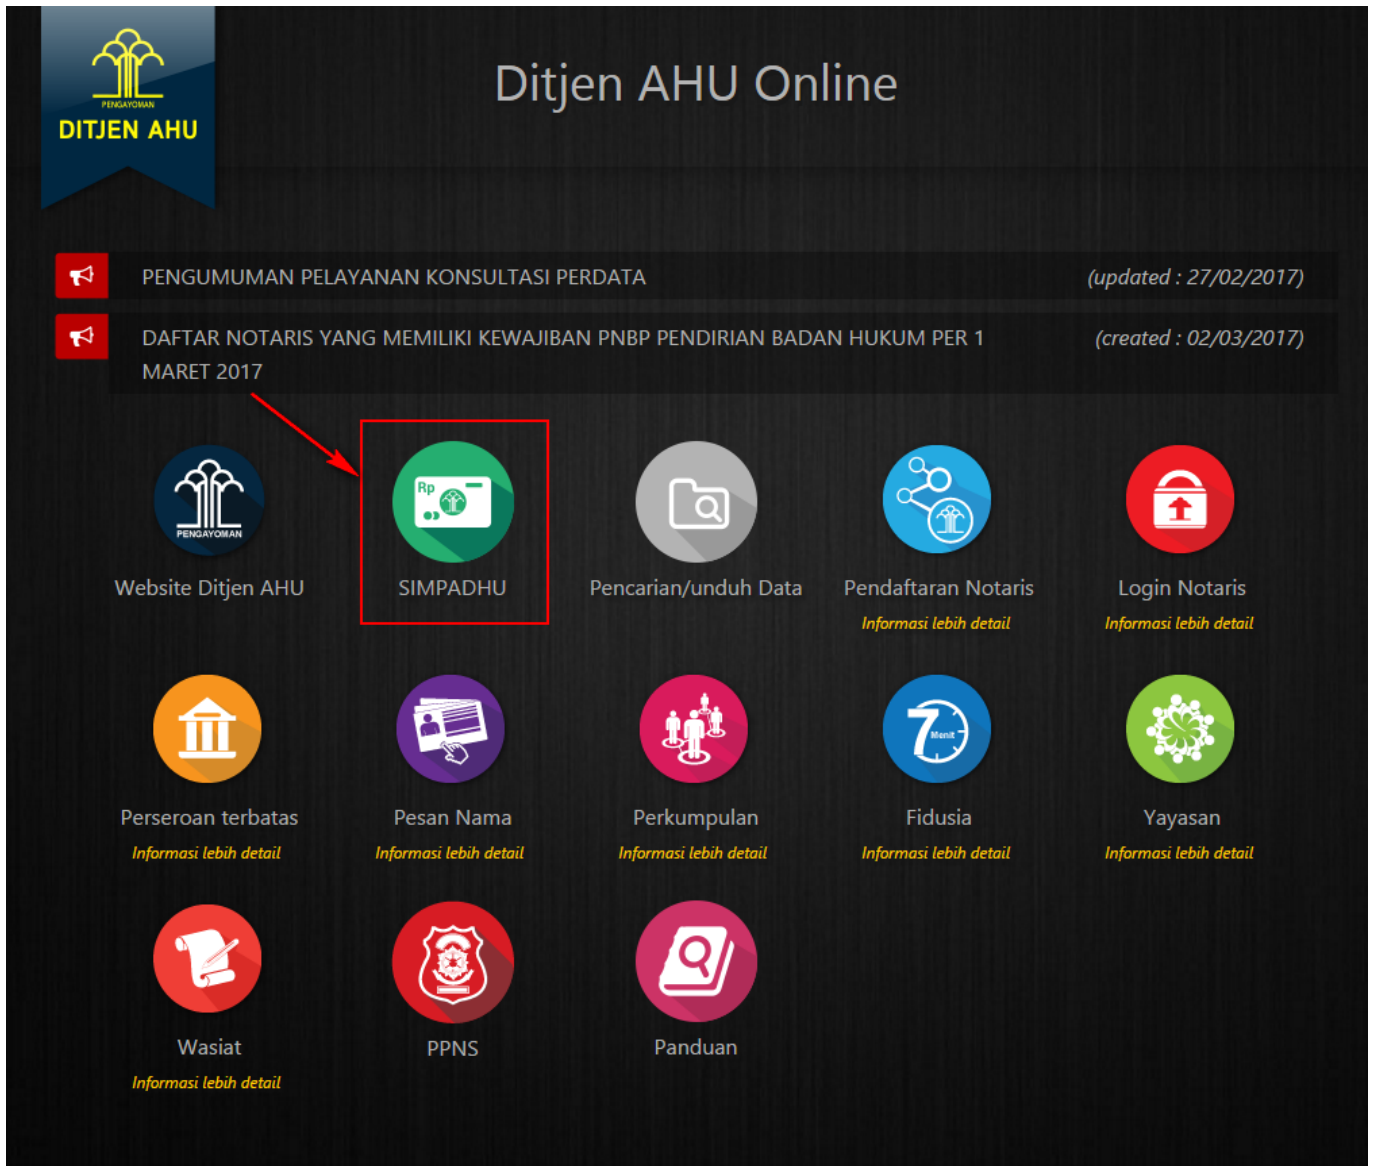 PENGAYOMAN
DITJEN AHU
Ditjen AHU Online
PENGUMUMAN PELAYANAN KONSULTASI PERDATA
(updated : 27/02/2017)
DAFTAR NOTARIS YANG MEMILIKI KEWAJIBAN PNBP PENDIRIAN BADAN HUKUM PER 1
MARET 2017
(created : 02/03/2017)
PENGAYOMAN
Website Ditjen AHU
Rp
SIMPADHU
Pencarian/unduh Data
Pendaftaran Notaris
Informasi lebih detail
Login Notaris
Informasi lebih detail
Perseroan terbatas
Informasi lebih detail
Pesan Nama
Informasi lebih detail
Perkumpulan
Informasi lebih detail
7 Menit
Fidusia
Informasi lebih detail
Yayasan
Informasi lebih detail
Wasiat
Informasi lebih detail
PPNS
Panduan